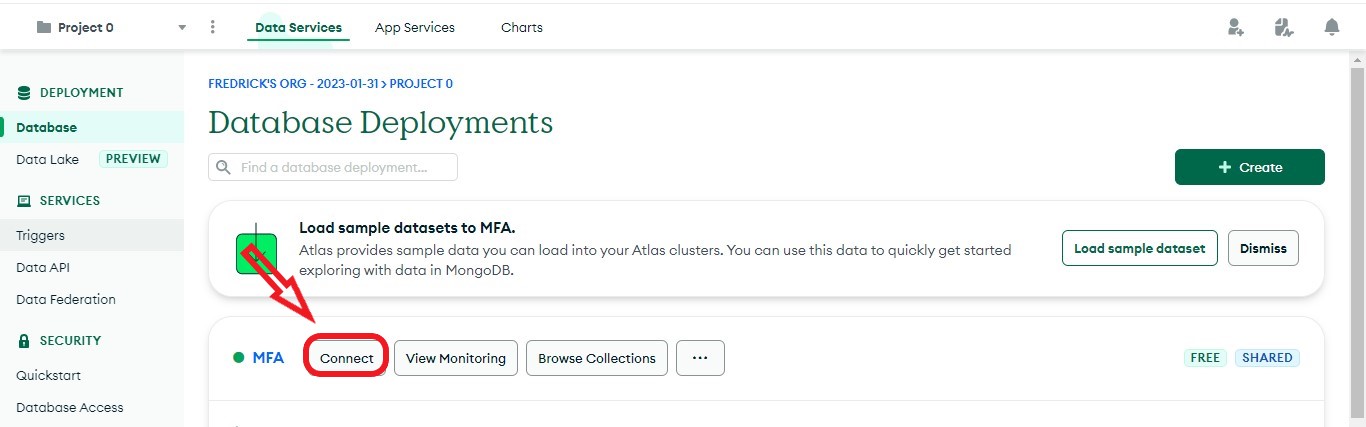 Project 0
Data Services
App Services
Charts
DEPLOYMENT
Database
Data Lake PREVIEW
SERVICES
Triggers
Data API
Data Federation
SECURITY
Quickstart
Database Access
FREDRICK'S ORG - 2023-01-31 > PROJECT 0
Database Deployments
Find a database deployment...
+ Create
Load sample datasets to MFA.
Atlas provides sample data you can load into your Atlas clusters. You can use this data to quickly get started
exploring with data in MongoDB.
Load sample dataset
Dismiss
MFA
Connect
View Monitoring
Browse Collections
...
FREE
SHARED